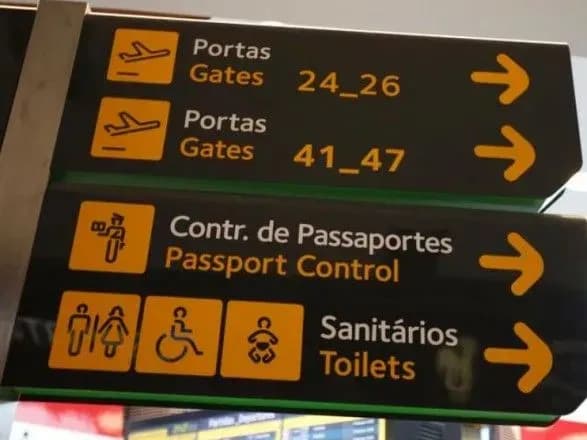 Portas
Gates 24_26
Portas
Gates 41_47
Contr. de Passaportes
Passport Control
Sanitários
Toilets